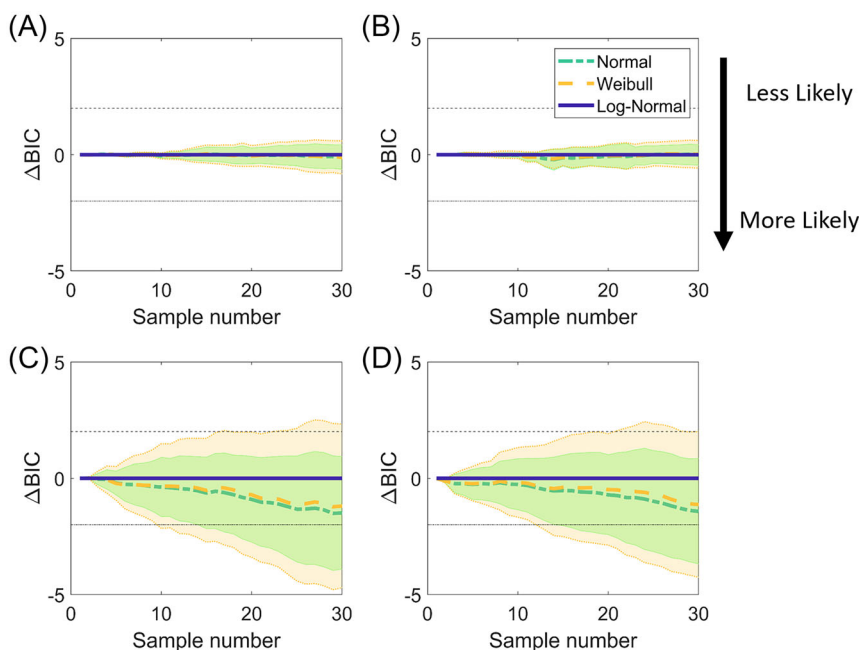 (A)
5
0
-5
ΔBIC
0
10
20
30
Sample number
(B)
5
0
-5
ΔBIC
0
10
20
30
Sample number
Normal
Weibull
Log-Normal
Less Likely
More Likely
(C)
5
0
-5
ΔBIC
0
10
20
30
Sample number
(D)
5
0
-5
ΔBIC
0
10
20
30
Sample number